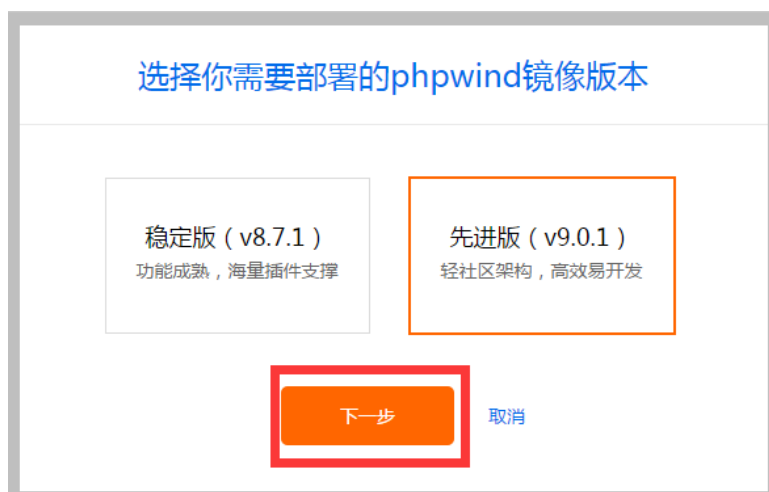 选择你需要部署的phpwind镜像版本
稳定版（v8.7.1）
功能成熟，海量插件支撑
先进版（v9.0.1）
轻社区架构，高效易开发
下一步
取消